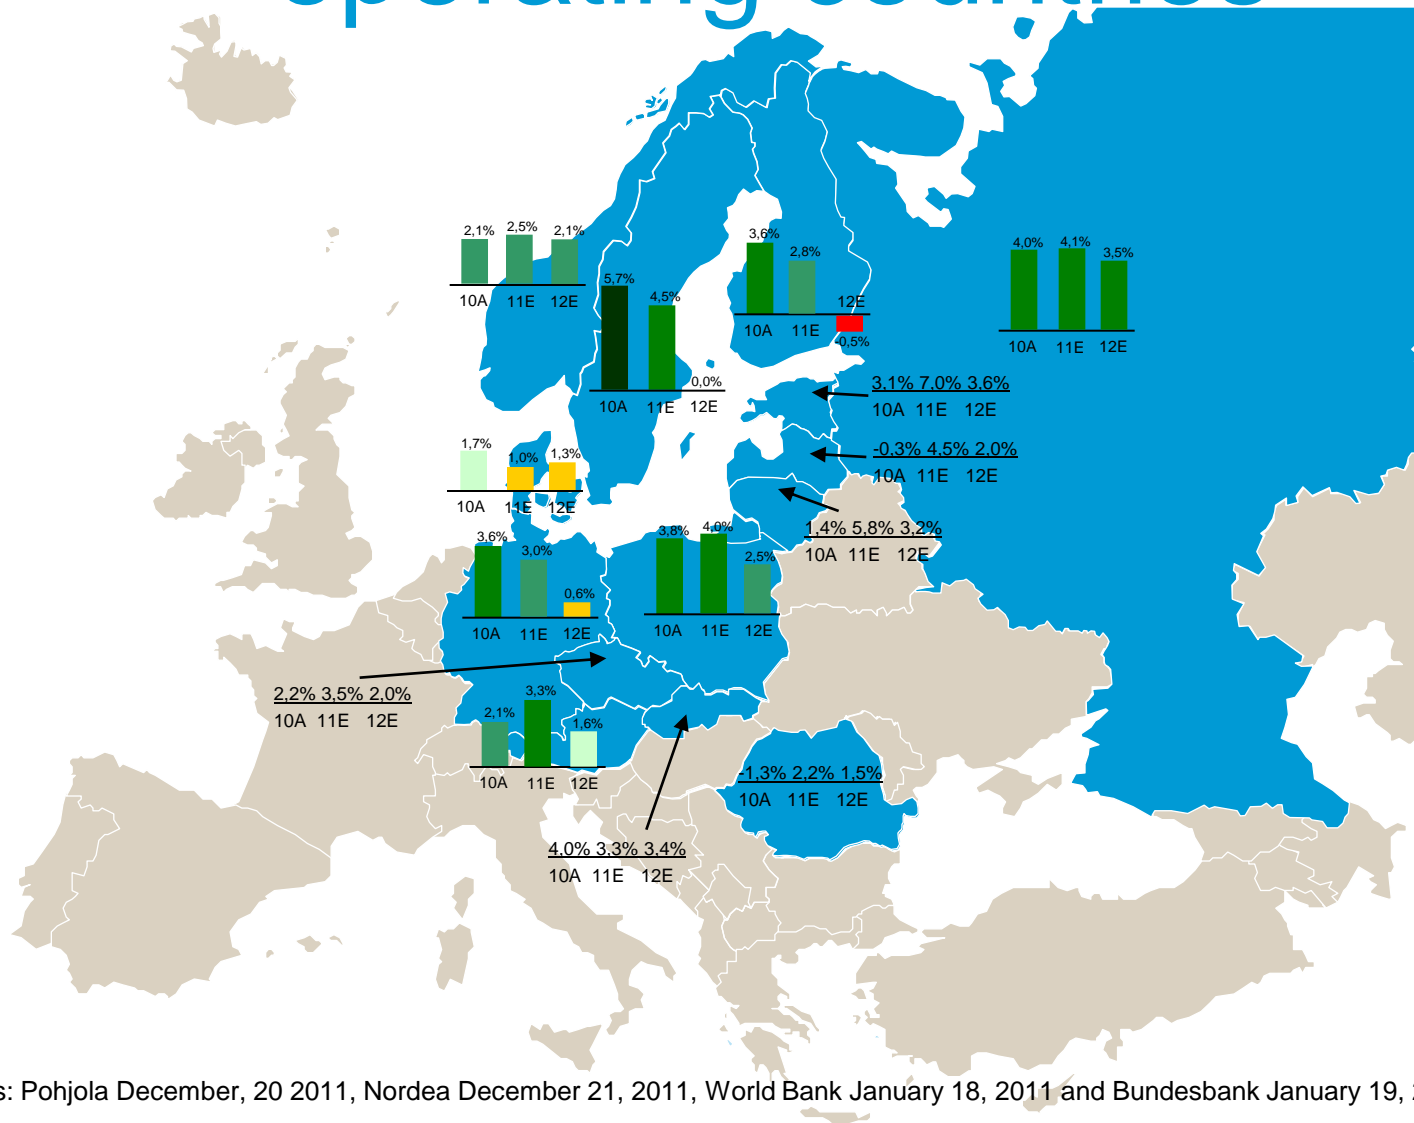 operating countries
2,1% 2,5% 2,1%
10A 11E 12E
5,7% 4,5% 0,0%
10A 11E 12E
3,6% 2,8% -0,5%
10A 11E 12E
4,0% 4,1% 3,5%
10A 11E 12E
3,1% 7,0% 3,6%
10A 11E 12E
-0,3% 4,5% 2,0%
10A 11E 12E
1,4% 5,8% 3,2%
10A 11E 12E
1,7% 1,0% 1,3%
10A 11E 12E
3,6% 3,0% 0,6%
10A 11E 12E
3,8% 4,0% 2,5%
10A 11E 12E
2,2% 3,5% 2,0%
10A 11E 12E
2,1% 3,3% 1,6%
10A 11E 12E
-1,3% 2,2% 1,5%
10A 11E 12E
4,0% 3,3% 3,4%
10A 11E 12E
s: Pohjola December, 20 2011, Nordea December 21, 2011, World Bank January 18, 2011 and Bundesbank January 19,